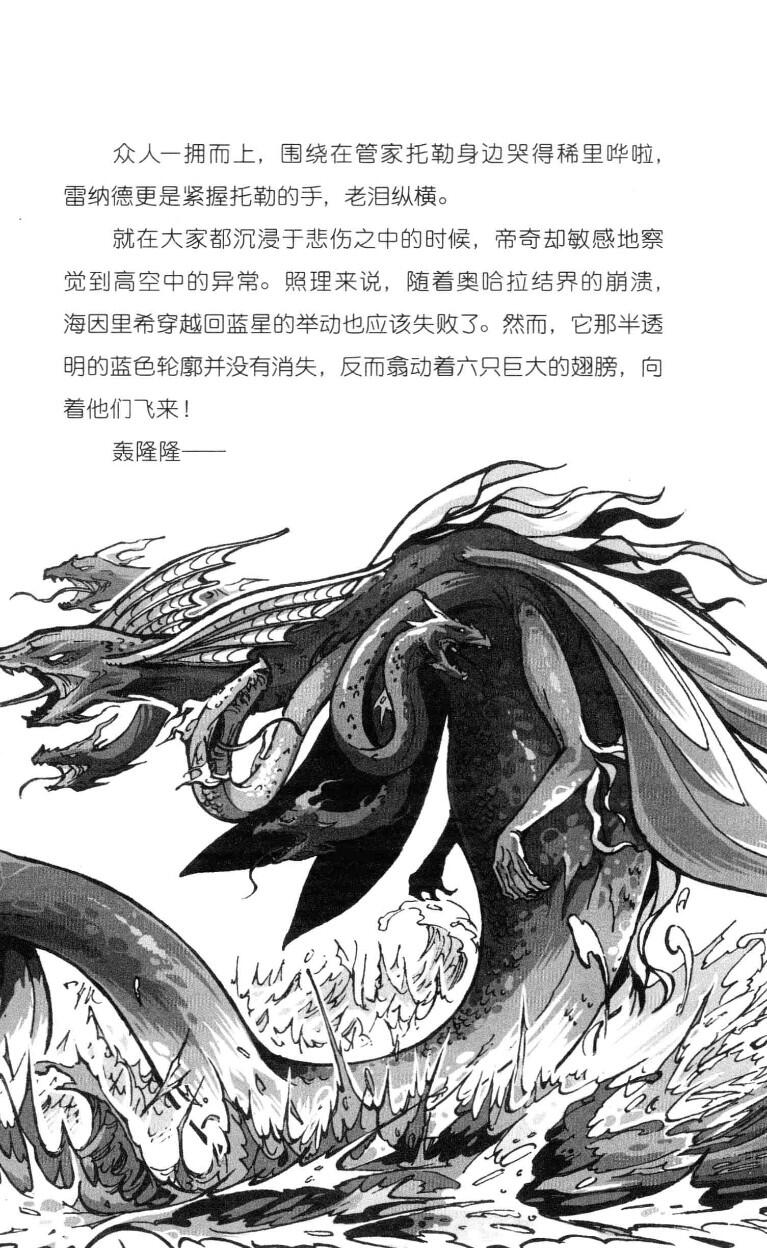 众人一拥而上，围绕在管家托勒身边哭得稀里哗啦，
雷纳德更是紧握托勒的手，老泪纵横。
就在大家都沉浸于悲伤之中的时候，帝奇却敏感地察
觉到高空中的异常。照理来说，随着奥哈拉结界的崩溃，
海因里希穿越回蓝星的举动也应该失败了。然而，它那半透
明的蓝色轮廓并没有消失，反而翕动着六只巨大的翅膀，向
着他们飞来！
轰隆隆——